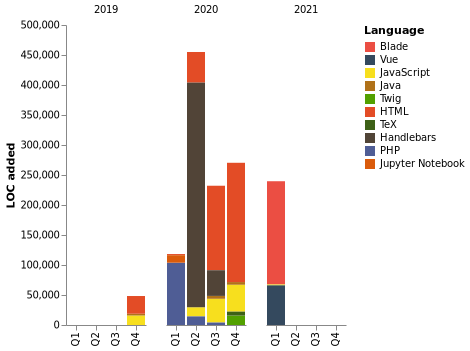 2019 2020 2021
500,000
450,000
400,000
350,000
300,000
250,000
200,000
150,000
100,000
50,000
0
LOC added
Q1 Q2 Q3 Q4 Q1 Q2 Q3 Q4 Q1 Q2 Q3 Q4
Language
Blade
Vue
JavaScript
Java
Twig
HTML
TeX
Handlebars
PHP
Jupyter Notebook